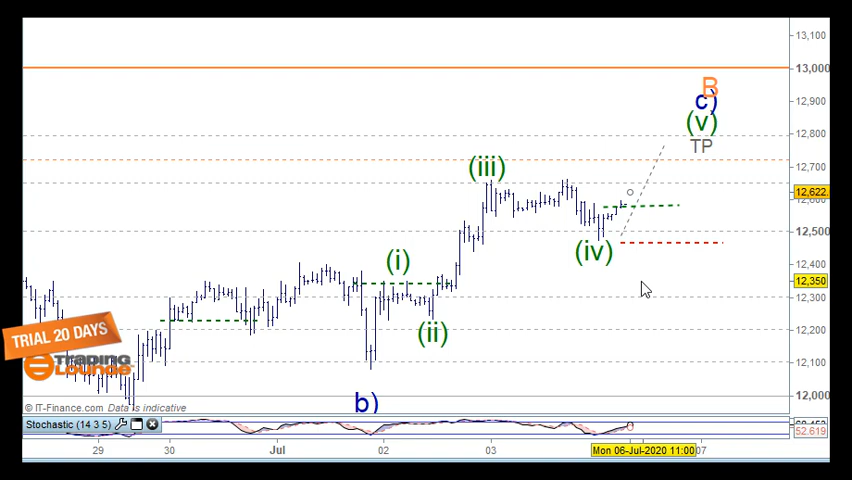 13,100
13,000
B
12,900
c)
(v)
12,800
TP
12,700
(iii)
12,622
12,600
12,500
(iv)
(i)
12,400
12,350
12,300
(ii)
12,200
TRIAL 20 DAYS
TRADING
LOUNGE
12,100
b)
12,000
© IT-Finance.com Data is indicative
Stochastic (14 3 5)
52.619
29 30 Jul 02 03 Mon 06-Jul-2020 11:00 07